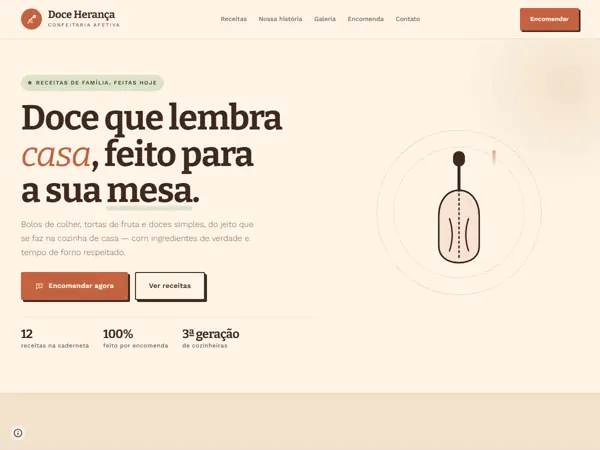 Doce Herança
CONFEITARIA AFETIVA
Receitas
Nossa história
Galeria
Encomenda
Contato
Encomendar
RECEITAS DE FAMÍLIA, FEITAS HOJE
Doce que lembra
casa, feito para
a sua mesa.
Bolos de colher, tortas de fruta e doces simples, do jeito que
se faz na cozinha de casa — com ingredientes de verdade e
tempo de forno respeitado.
Encomendar agora
Ver receitas
12
receitas na caderneta
100%
feito por encomenda
3ª geração
de cozinheiras